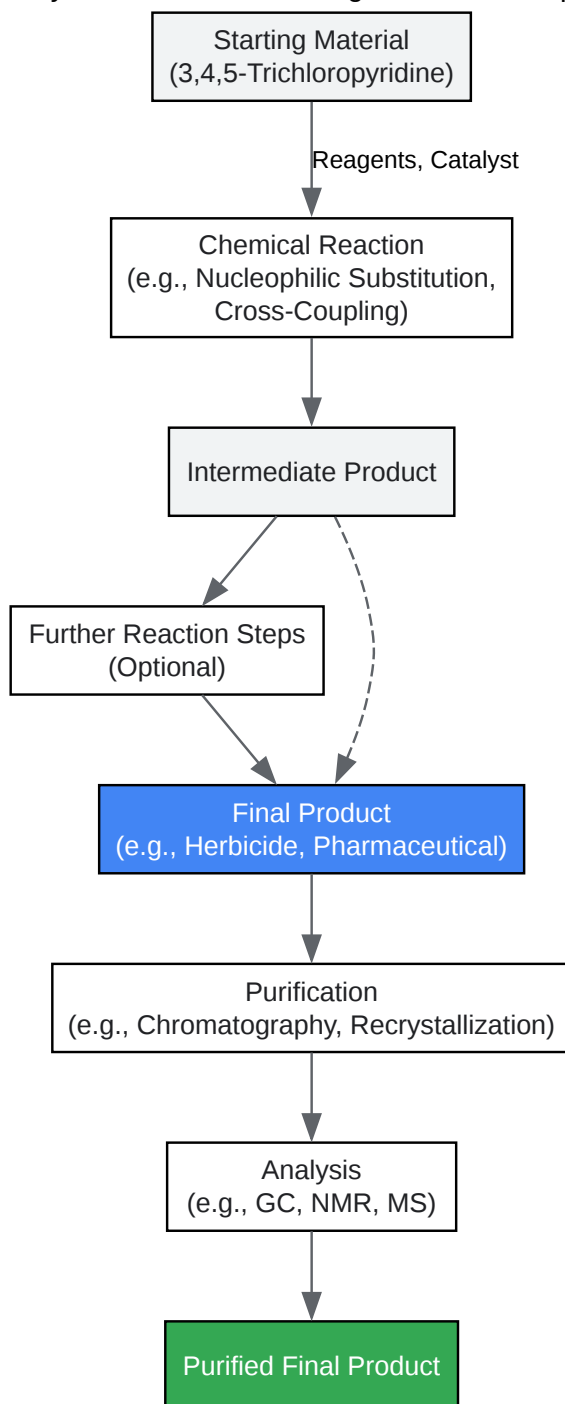 Starting Material
(3,4,5-Trichloropyridine)
Reagents, Catalyst
Chemical Reaction
(e.g., Nucleophilic Substitution,
Cross-Coupling)
Intermediate Product
Further Reaction Steps
(Optional)
Final Product
(e.g., Herbicide, Pharmaceutical)
Purification
(e.g., Chromatography, Recrystallization)
Analysis
(e.g., GC, NMR, MS)
Purified Final Product